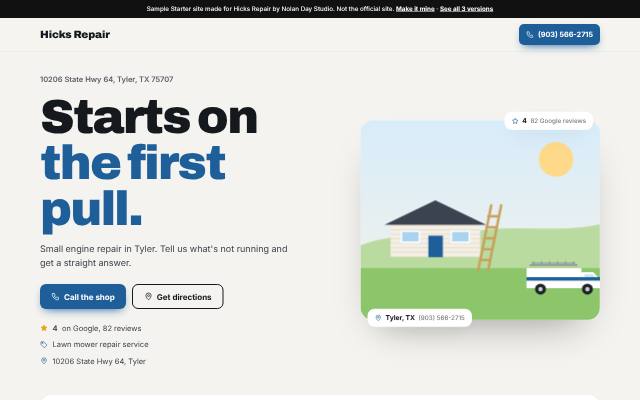 Sample Starter site made for Hicks Repair by Nolan Day Studio. Not the official site. Make it mine · See all 3 versions
Hicks Repair
(903) 566-2715
10206 State Hwy 64, Tyler, TX 75707
Starts on
the first
pull.
Small engine repair in Tyler. Tell us what's not running and
get a straight answer.
Call the shop
Get directions
4 on Google, 82 reviews
Lawn mower repair service
10206 State Hwy 64, Tyler
4 82 Google reviews
Tyler, TX (903) 566-2715